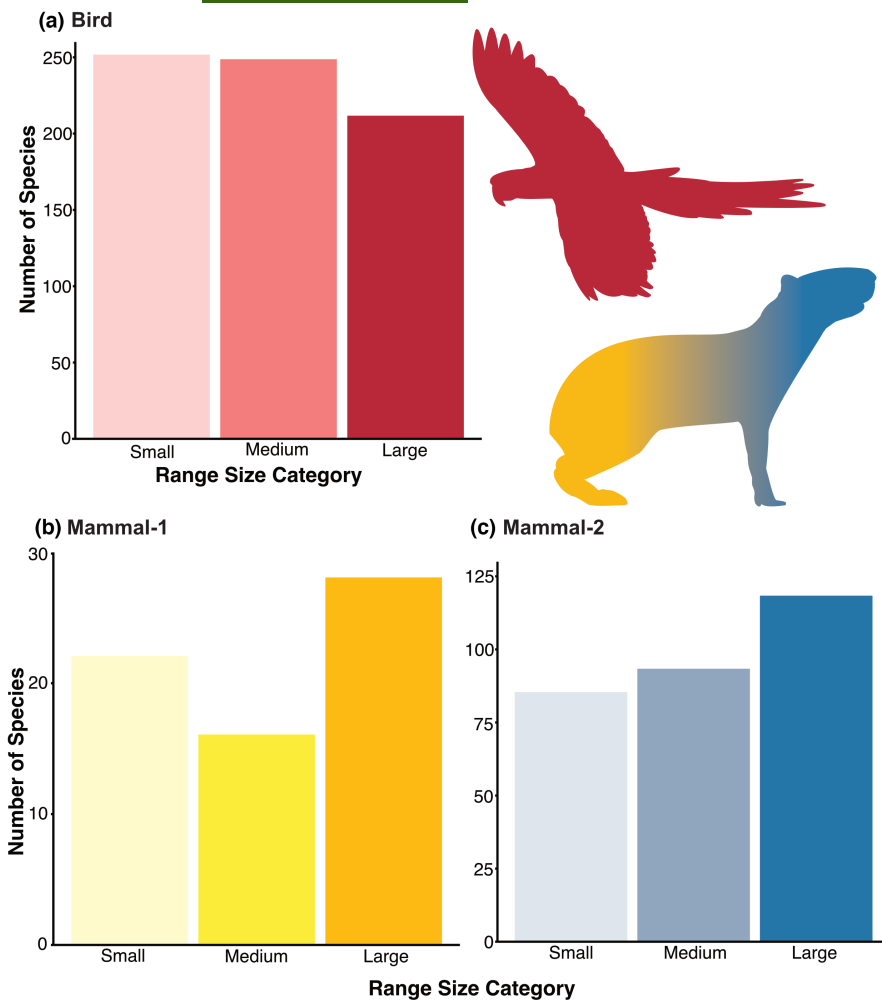 (a) Bird
250
200
150
100
50
0
Number of Species
Small Medium Large
Range Size Category
(b) Mammal-1
30
20
10
0
Number of Species
Small Medium Large
(c) Mammal-2
125
100
75
50
25
0
Small Medium Large
Range Size Category